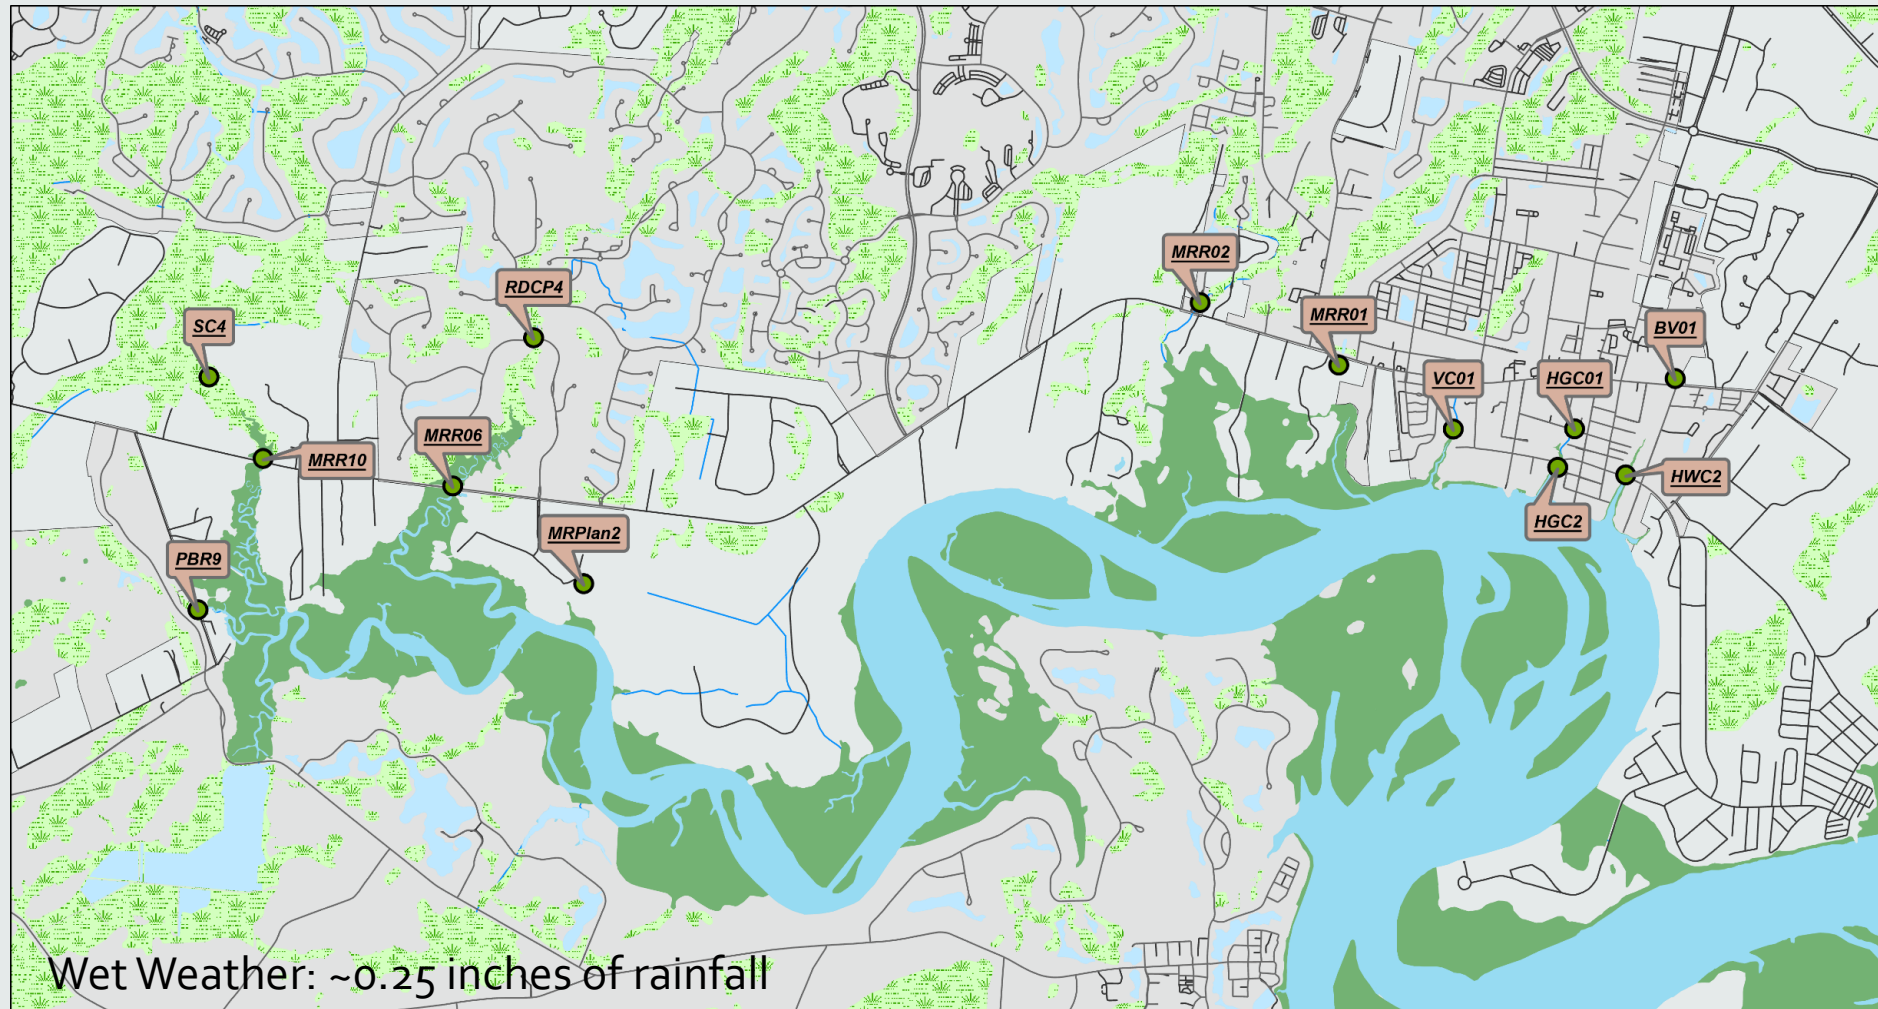 MRR02
RDCP4
MRR01
SC4
BV01
VC01
HGC01
MRR06
MRR10
HWC2
HGC2
MRPlan2
PBR9
Wet Weather: ~0.25 inches of rainfall